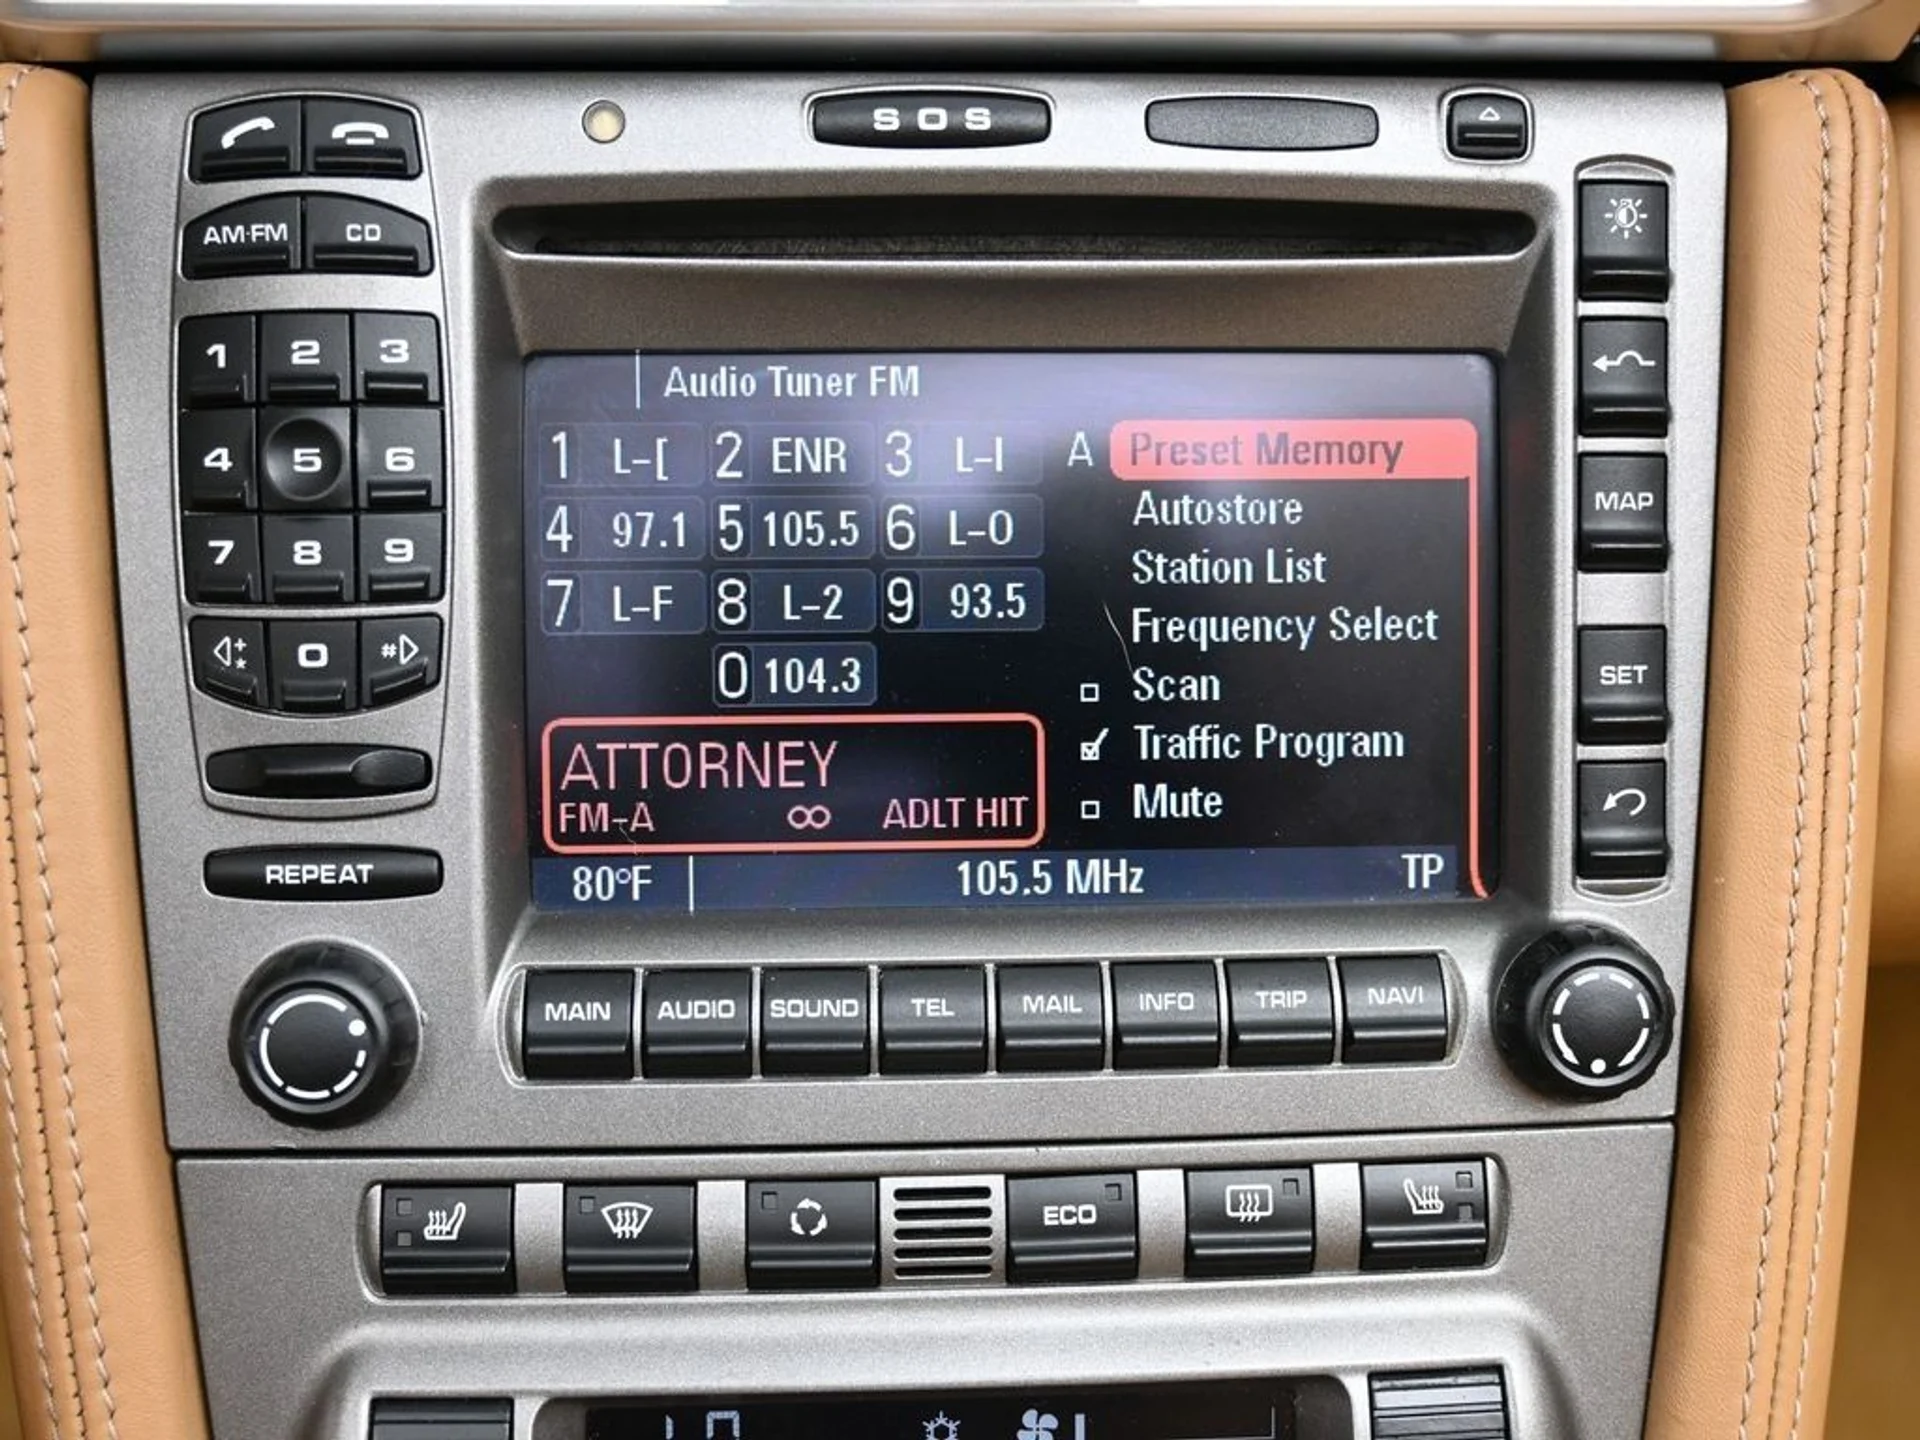 SOS
AM·FM CD
1 2 3
4 5 6
7 8 9
0 #
REPEAT
MAP
SET
Audio Tuner FM
1 L-[ 2 ENR 3 L-I
4 97.1 5 105.5 6 L-O
7 L-F 8 L-2 9 93.5
0 104.3
ATTORNEY
FM-A ∞ ADLT HIT
A Preset Memory
Autostore
Station List
Frequency Select
Scan
Traffic Program
Mute
80°F 105.5 MHz TP
MAIN AUDIO SOUND TEL MAIL INFO TRIP NAVI
ECO